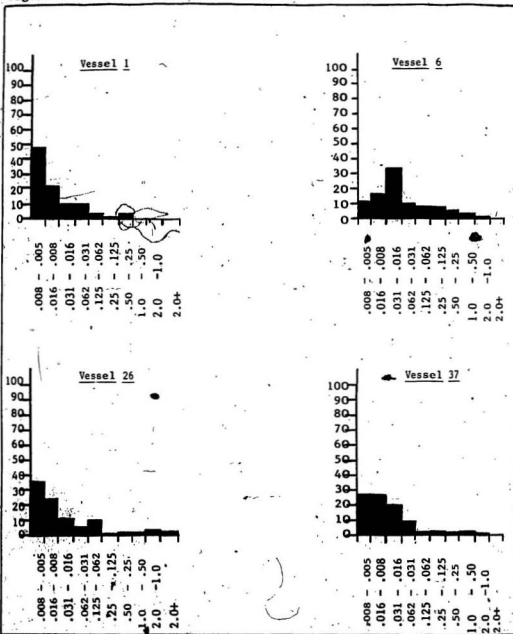 Vessel 1
100
90
80
70
60
50
40
30
20
10
0
.008 - .005
.016 - .008
.031 - .016
.062 - .031
.125 - .062
.25 - .125
.50 - .25
1.0 - .50
2.0 -1.0
2.0+
Vessel 6
100
90
80
70
60
50
40
30
20
10
0
.008 - .005
.016 - .008
.031 - .016
.062 - .031
.125 - .062
.25 - .125
.50 - .25
1.0 - .50
2.0 -1.0
2.0+
Vessel 26
100
90
80
70
60
50
40
30
20
10
0
.008 - .005
.016 - .008
.031 - .016
.062 - .031
.125 - .062
.25 - .125
.50 - .25
1.0 - .50
2.0 -1.0
2.0+
Vessel 37
100
90
80
70
60
50
40
30
20
10
0
.008 - .005
.016 - .008
.031 - .016
.062 - .031
.125 - .062
.25 - .125
.50 - .25
1.0 - .50
2.0 -1.0
2.0+